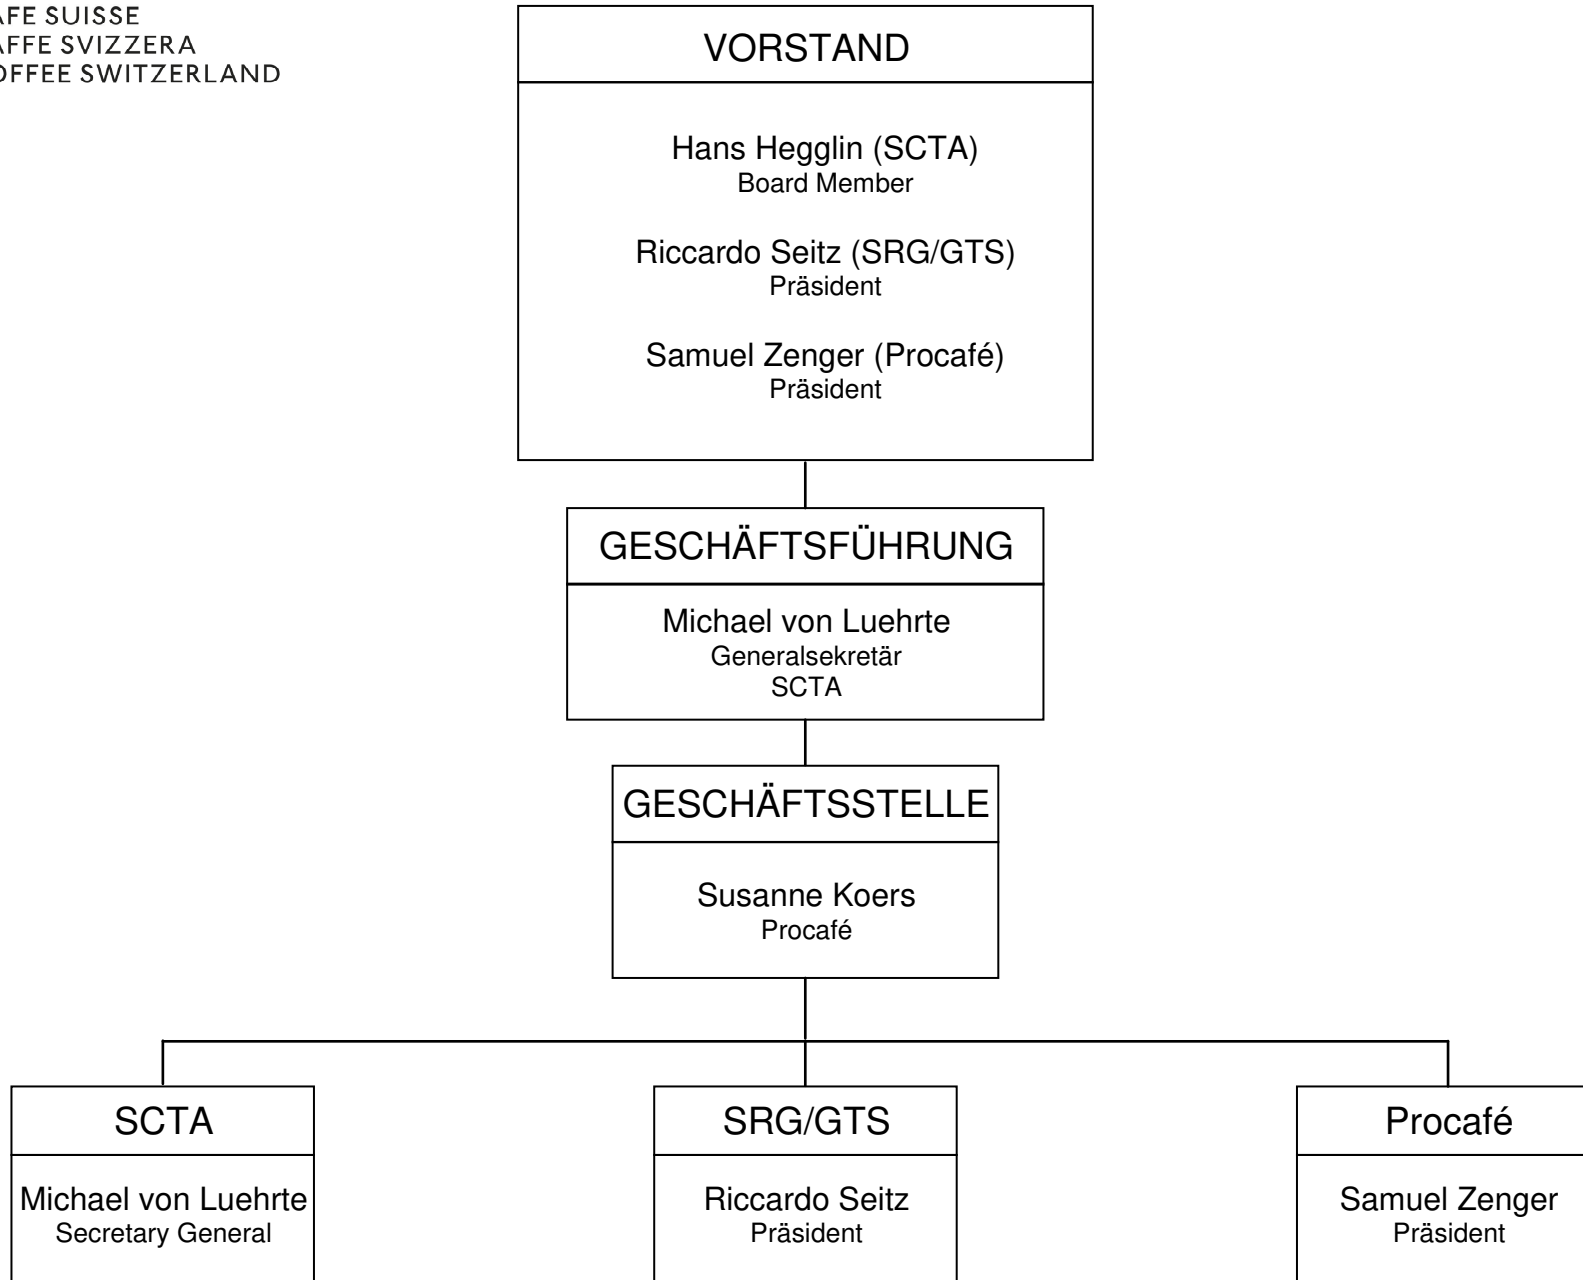 AFE SUISSE
AFFE SVIZZERA
OFFEE SWITZERLAND
VORSTAND
Hans Hegglin (SCTA)
Board Member
Riccardo Seitz (SRG/GTS)
Präsident
Samuel Zenger (Procafé)
Präsident
GESCHÄFTSFÜHRUNG
Michael von Luehrte
Generalsekretär
SCTA
GESCHÄFTSSTELLE
Susanne Koers
Procafé
SCTA
Michael von Luehrte
Secretary General
SRG/GTS
Riccardo Seitz
Präsident
Procafé
Samuel Zenger
Präsident